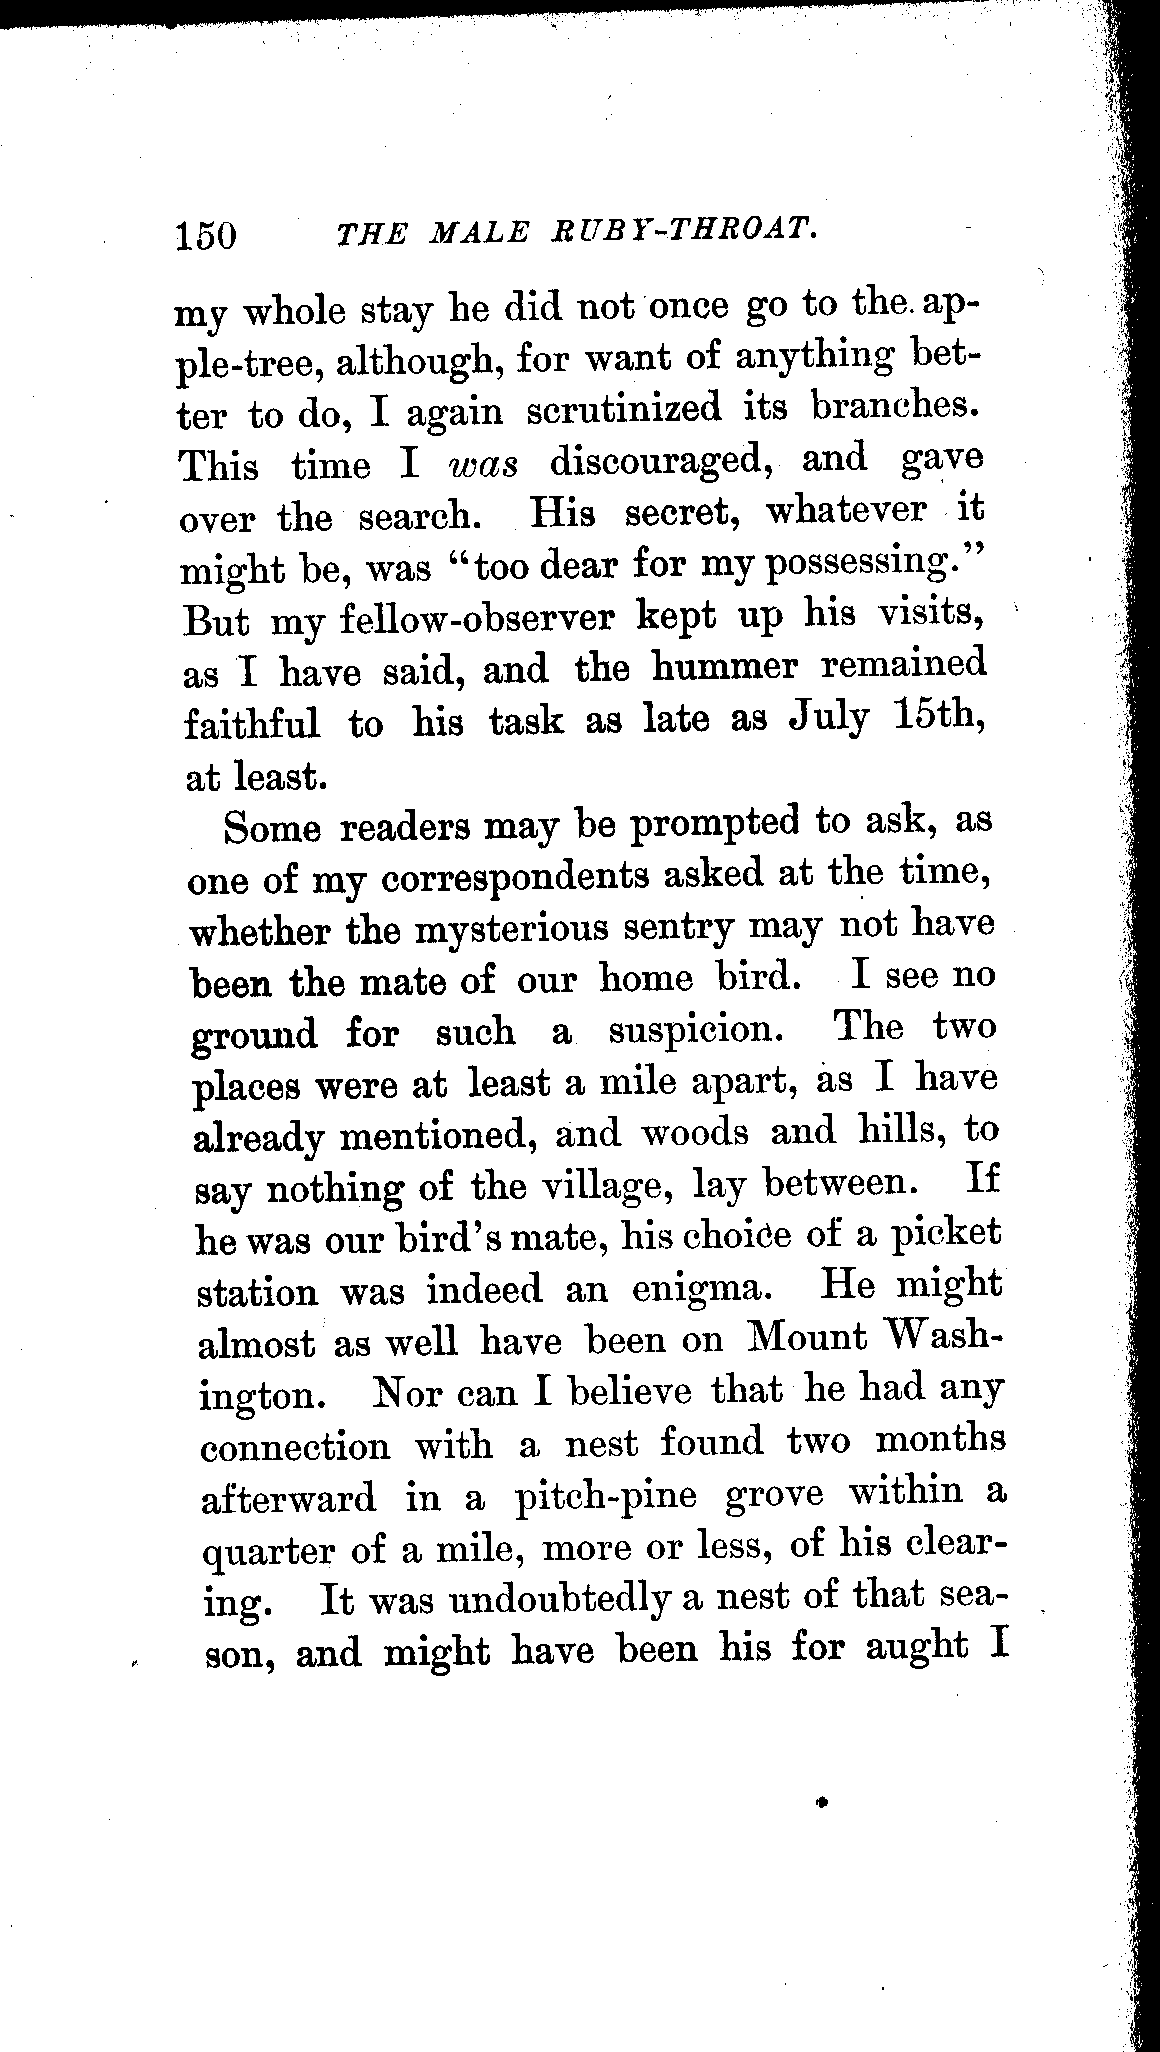 150 THE MALE RUBY-THROAT.
my whole stay he did not once go to the ap-
ple-tree, although, for want of anything bet-
ter to do, I again scrutinized its branches.
This time I was discouraged, and gave
over the search. His secret, whatever it
might be, was “too dear for my possessing.”
But my fellow-observer kept up his visits,
as I have said, and the hummer remained
faithful to his task as late as July 15th,
at least.
Some readers may be prompted to ask, as
one of my correspondents asked at the time,
whether the mysterious sentry may not have
been the mate of our home bird. I see no
ground for such a suspicion. The two
places were at least a mile apart, as I have
already mentioned, and woods and hills, to
say nothing of the village, lay between. If
he was our bird's mate, his choice of a picket
station was indeed an enigma. He might
almost as well have been on Mount Wash-
ington. Nor can I believe that he had any
connection with a nest found two months
afterward in a pitch-pine grove within a
quarter of a mile, more or less, of his clear-
ing. It was undoubtedly a nest of that sea-
son, and might have been his for aught I